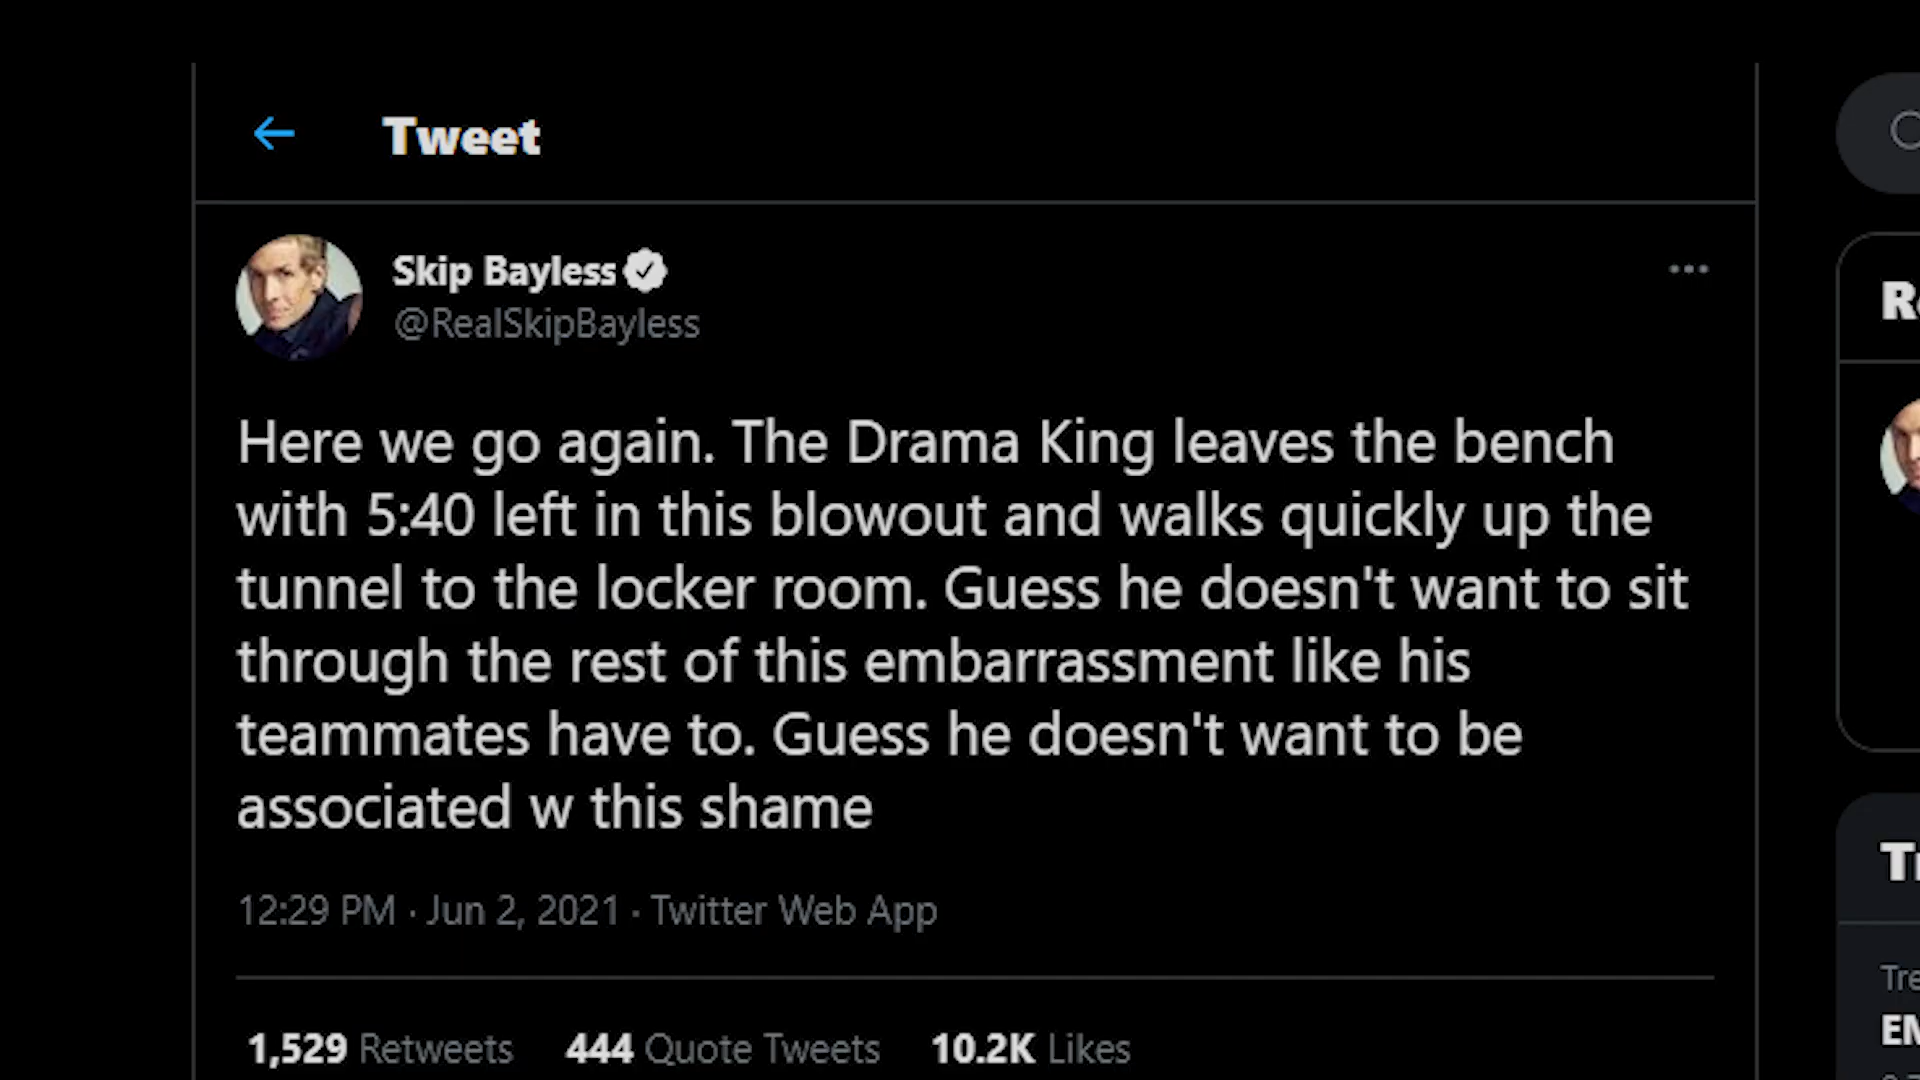 Tweet
Skip Bayless
@RealSkipBayless
Here we go again. The Drama King leaves the bench
with 5:40 left in this blowout and walks quickly up the
tunnel to the locker room. Guess he doesn't want to sit
through the rest of this embarrassment like his
teammates have to. Guess he doesn't want to be
associated w this shame
12:29 PM · Jun 2, 2021 · Twitter Web App
1,529 Retweets 444 Quote Tweets 10.2K Likes